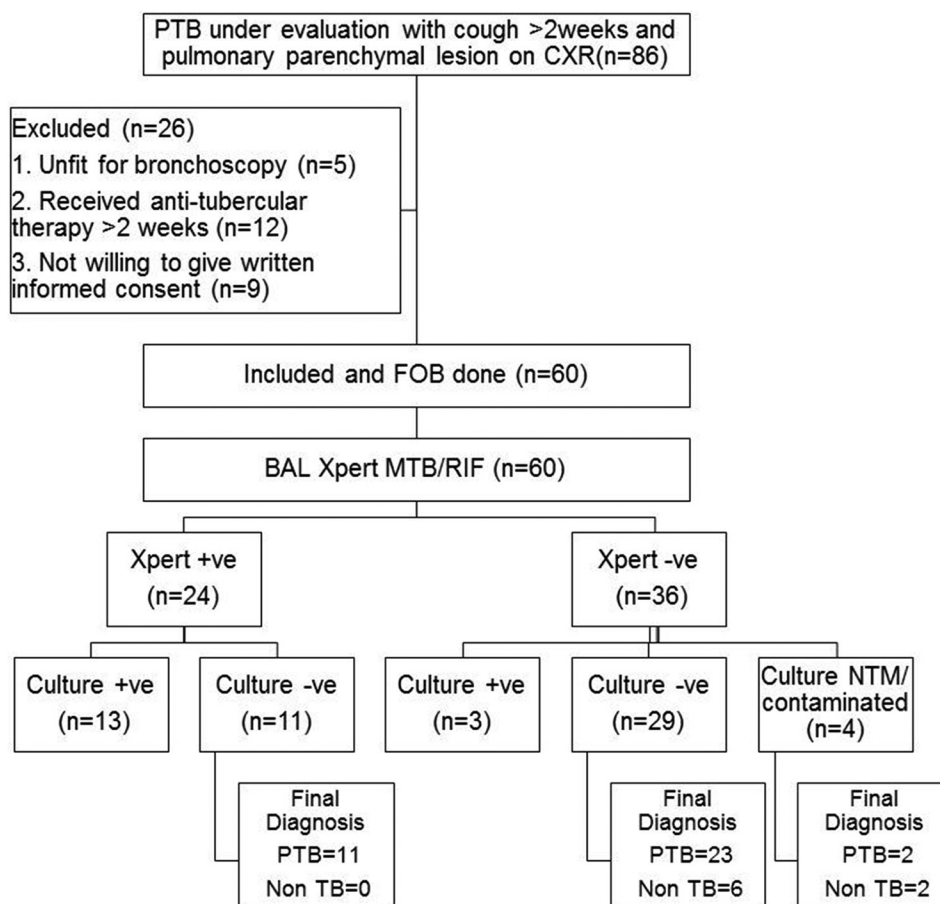 PTB under evaluation with cough >2weeks and
pulmonary parenchymal lesion on CXR(n=86)
Excluded (n=26)
1. Unfit for bronchoscopy (n=5)
2. Received anti-tubercular
therapy >2 weeks (n=12)
3. Not willing to give written
informed consent (n=9)
Included and FOB done (n=60)
BAL Xpert MTB/RIF (n=60)
Xpert +ve
(n=24)
Xpert -ve
(n=36)
Culture +ve
(n=13)
Culture -ve
(n=11)
Culture +ve
(n=3)
Culture -ve
(n=29)
Culture NTM/
contaminated
(n=4)
Final
Diagnosis
PTB=11
Non TB=0
Final
Diagnosis
PTB=23
Non TB=6
Final
Diagnosis
PTB=2
Non TB=2